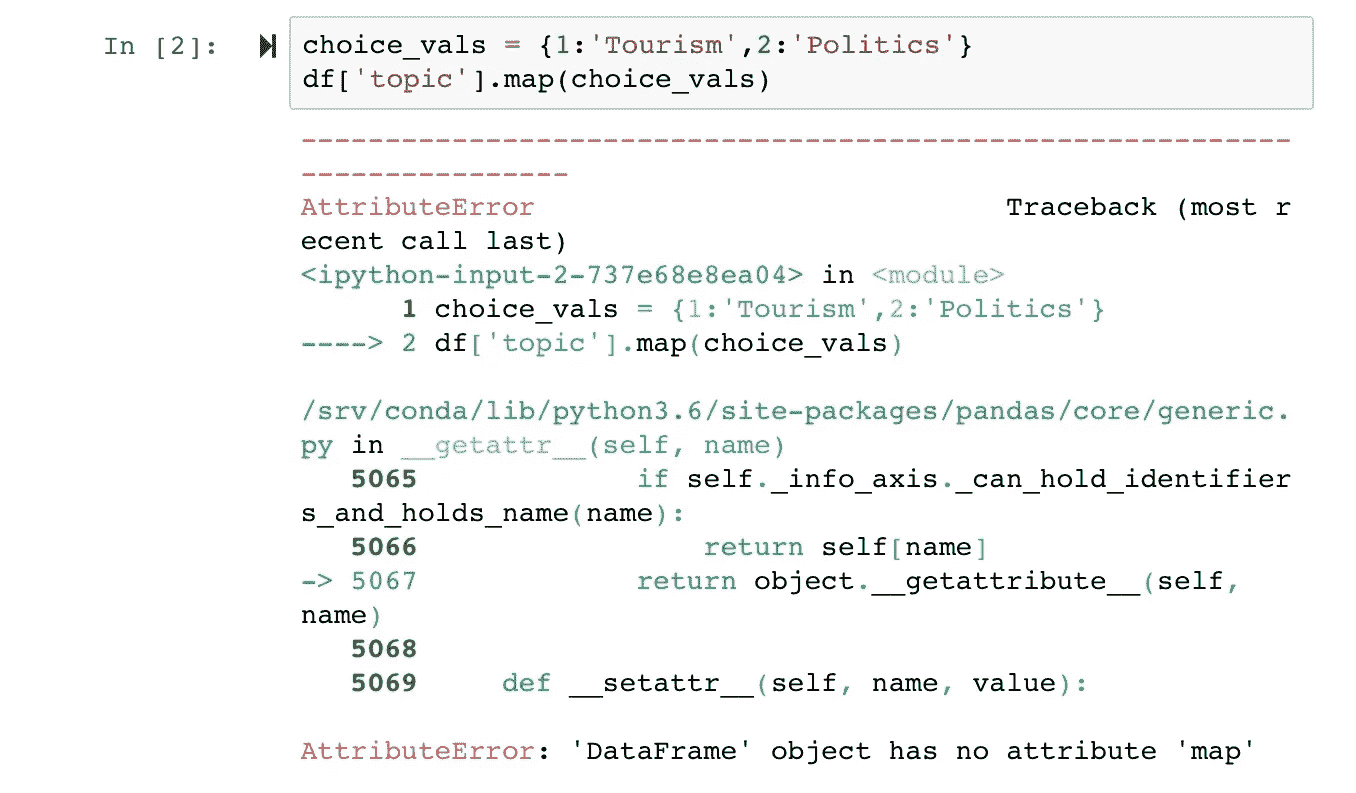 In [2]: choice_vals = {1:'Tourism',2:'Politics'}
df['topic'].map(choice_vals)
-----------------------------------------------------------
----------------
AttributeError                            Traceback (most r
ecent call last)
<ipython-input-2-737e68e8ea04> in <module>
      1 choice_vals = {1:'Tourism',2:'Politics'}
----> 2 df['topic'].map(choice_vals)
/srv/conda/lib/python3.6/site-packages/pandas/core/generic.
py in __getattr__(self, name)
   5065             if self._info_axis._can_hold_identifier
s_and_holds_name(name):
   5066                 return self[name]
-> 5067             return object.__getattribute__(self,
name)
   5068
   5069     def __setattr__(self, name, value):
AttributeError: 'DataFrame' object has no attribute 'map'